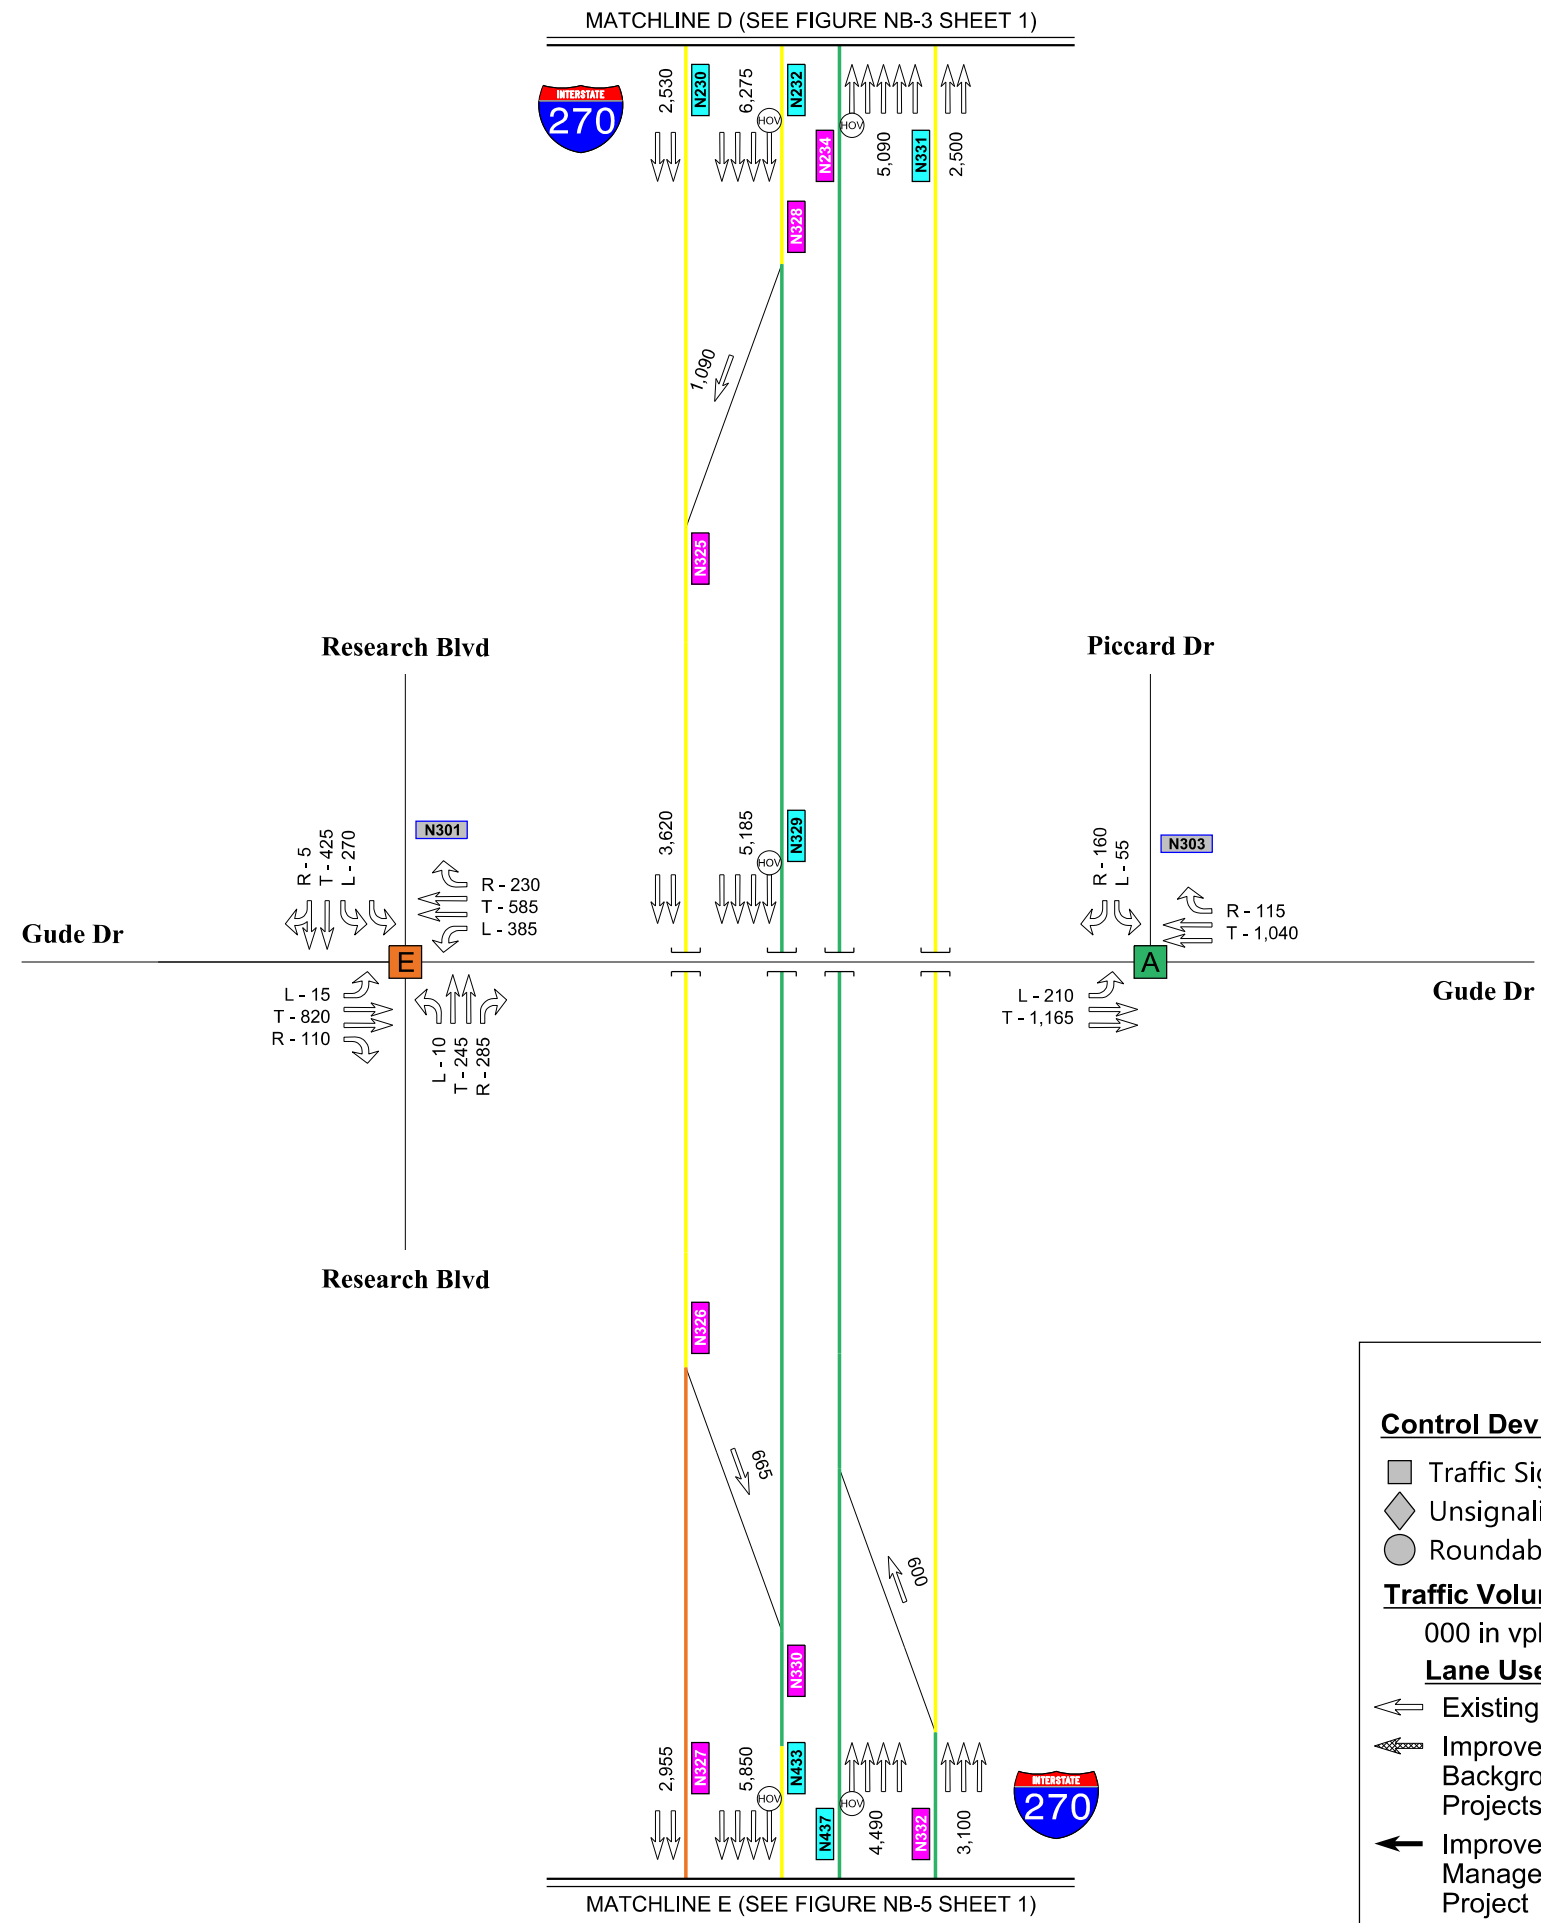 MATCHLINE D (SEE FIGURE NB-3 SHEET 1)
INTERSTATE
270
2,530
N230
6,275
HOV
N232
N234
HOV
5,090
N331
2,500
N328
1,090
N325
Research Blvd
Piccard Dr
3,620
5,185
HOV
N329
N301
N303
R - 5
T - 425
L - 270
R - 230
T - 585
L - 385
R - 160
L - 55
R - 115
T - 1,040
Gude Dr
E
A
Gude Dr
L - 15
T - 820
R - 110
L - 10
T - 245
R - 285
L - 210
T - 1,165
Research Blvd
N326
665
600
N330
2,955
N327
5,850
HOV
N433
N437
HOV
4,490
N332
3,100
INTERSTATE
270
MATCHLINE E (SEE FIGURE NB-5 SHEET 1)
Control Dev
Traffic Sig
Unsignali
Roundab
Traffic Volu
000 in vpl
Lane Use
Existing
Improve
Backgro
Projects
Improve
Manage
Project